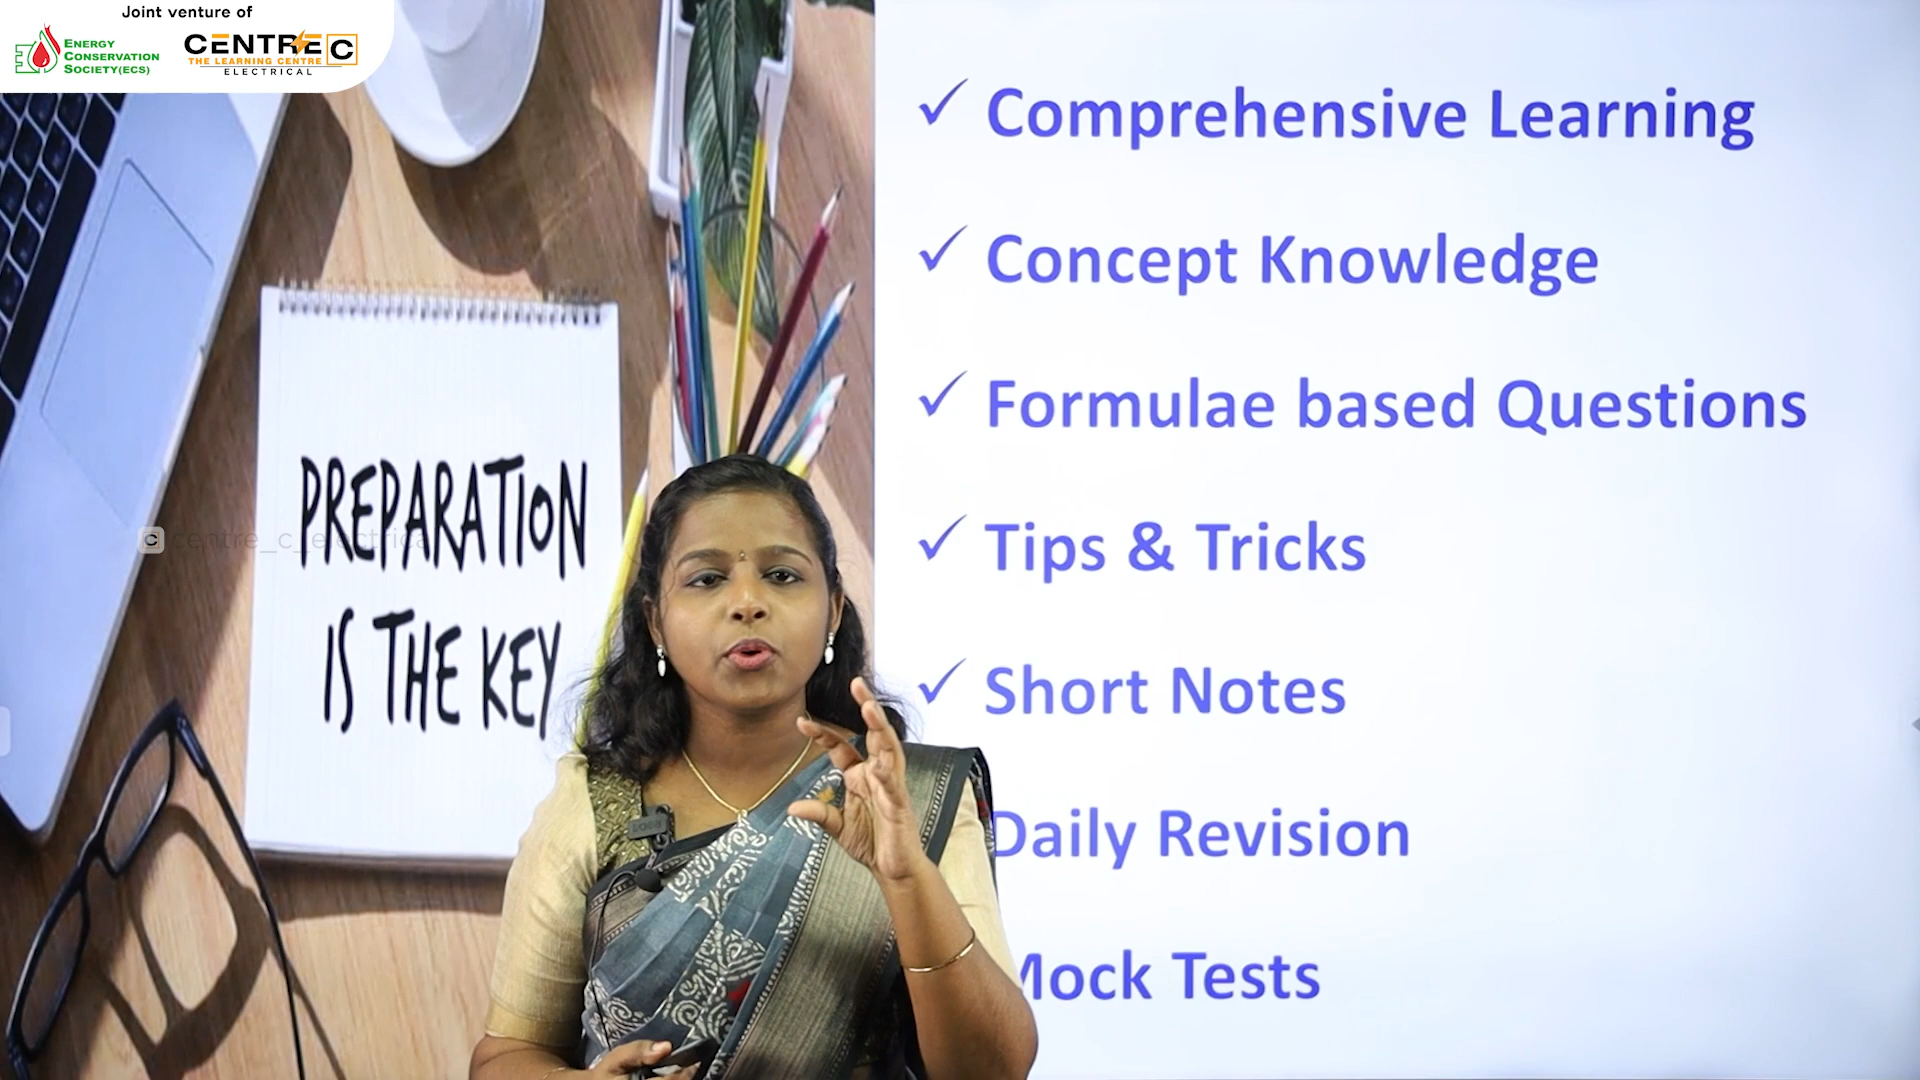 Joint venture of
ENERGY
CONSERVATION
SOCIETY(ECS)
CENTRE C
THE LEARNING CENTRE
ELECTRICAL
PREPARATION
IS THE KEY
centre_c_electrical
✓ Comprehensive Learning
✓ Concept Knowledge
✓ Formulae based Questions
✓ Tips & Tricks
✓ Short Notes
Daily Revision
Mock Tests